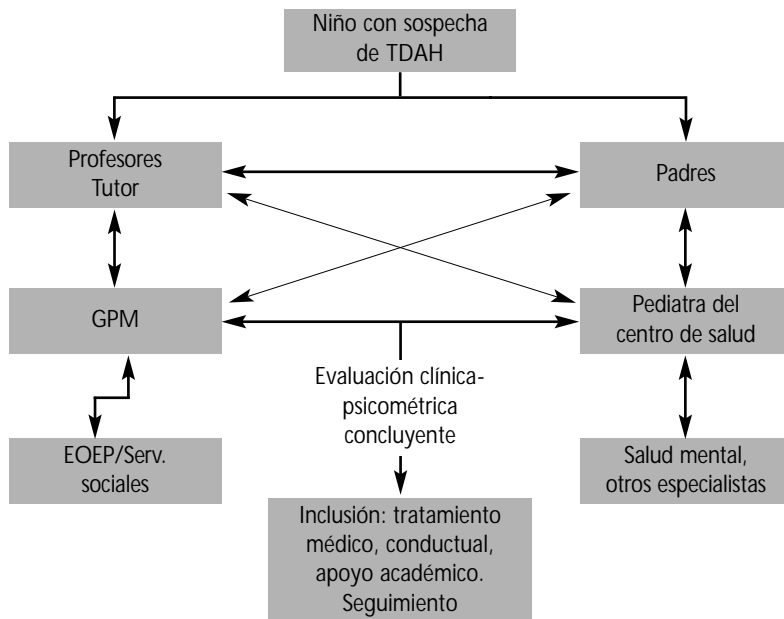 Niño con sospecha
de TDAH
Profesores
Tutor
Padres
GPM
Pediatra del
centro de salud
Evaluación clínica-
psicométrica
concluyente
EOEP/Serv.
sociales
Salud mental,
otros especialistas
Inclusión: tratamiento
médico, conductual,
apoyo académico.
Seguimiento